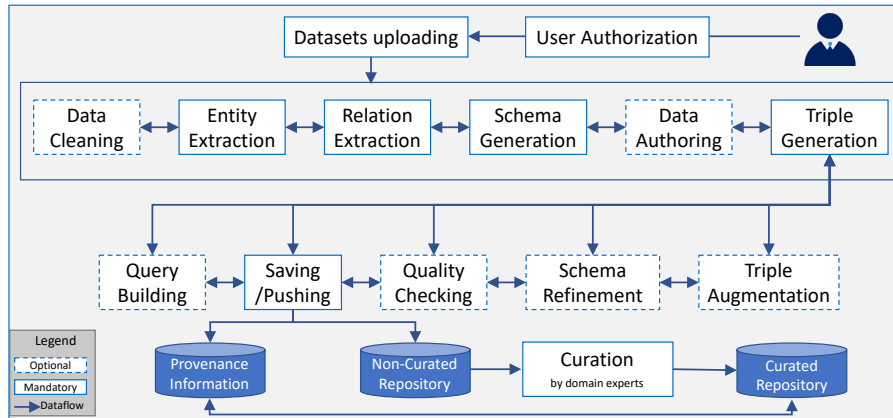 Datasets uploading
User Authorization
Data
Cleaning
Entity
Extraction
Relation
Extraction
Schema
Generation
Data
Authoring
Triple
Generation
Query
Building
Saving
/Pushing
Quality
Checking
Schema
Refinement
Triple
Augmentation
Legend
Optional
Mandatory
Dataflow
Provenance
Information
Non-Curated
Repository
Curation
by domain experts
Curated
Repository